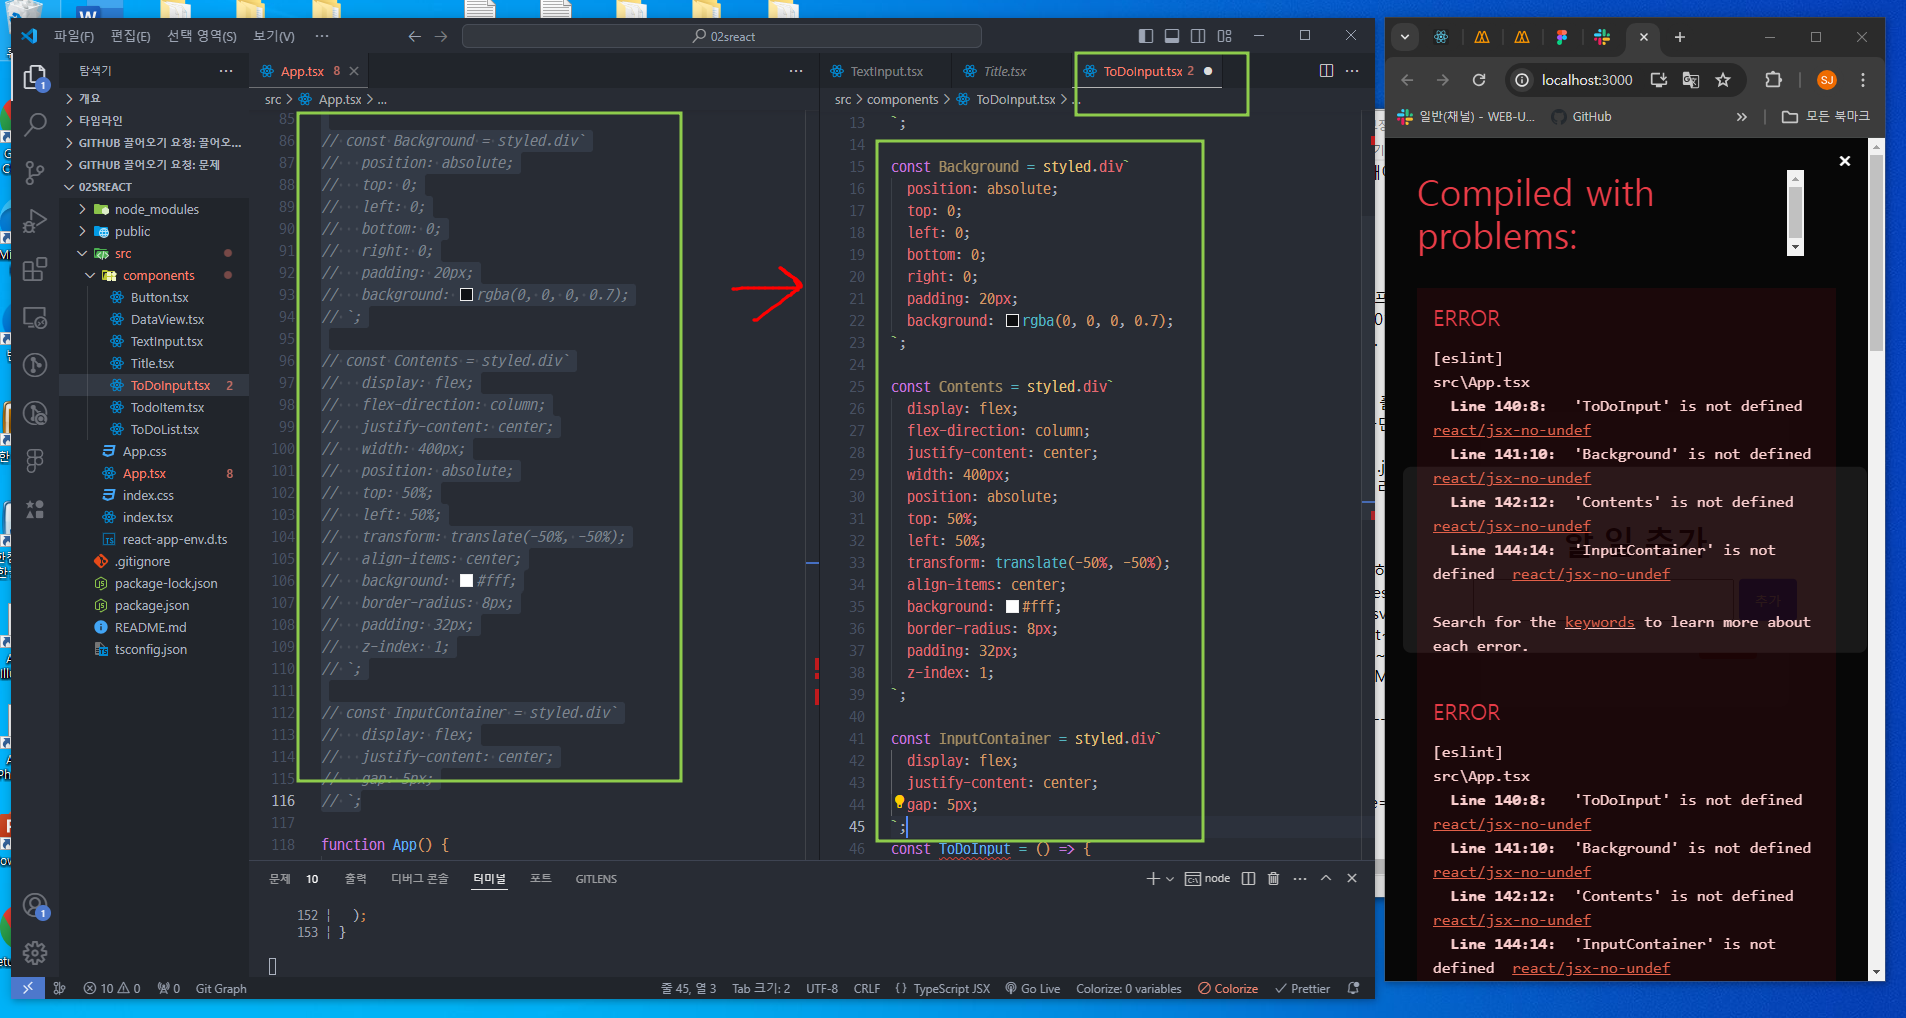 파일(F) 편집(E) 선택 영역(S) 보기(V) ··· 02sreact
탐색기 ···
개요
타임라인
GITHUB 끌어오기 요청: 끌어오...
GITHUB 끌어오기 요청: 문제
02SREACT
node_modules
public
src
components
Button.tsx
DataView.tsx
TextInput.tsx
Title.tsx
ToDoInput.tsx 2
TodoItem.tsx
ToDoList.tsx
App.css
App.tsx 8
index.css
index.tsx
react-app-env.d.ts
.gitignore
package-lock.json
package.json
README.md
tsconfig.json
App.tsx 8
src > App.tsx > ...
85
86 // const Background = styled.div`
87 // position: absolute;
88 // top: 0;
89 // left: 0;
90 // bottom: 0;
91 // right: 0;
92 // padding: 20px;
93 // background: rgba(0, 0, 0, 0.7);
94 // `;
95
96 // const Contents = styled.div`
97 // display: flex;
98 // flex-direction: column;
99 // justify-content: center;
100 // width: 400px;
101 // position: absolute;
102 // top: 50%;
103 // left: 50%;
104 // transform: translate(-50%, -50%);
105 // align-items: center;
106 // background: #fff;
107 // border-radius: 8px;
108 // padding: 32px;
109 // z-index: 1;
110 // `;
111
112 // const InputContainer = styled.div`
113 // display: flex;
114 // justify-content: center;
115 // gap: 5px;
116 // `;
117
118 function App() {
TextInput.tsx Title.tsx ToDoInput.tsx 2
src > components > ToDoInput.tsx > ...
13 `;
14
15 const Background = styled.div`
16 position: absolute;
17 top: 0;
18 left: 0;
19 bottom: 0;
20 right: 0;
21 padding: 20px;
22 background: rgba(0, 0, 0, 0.7);
23 `;
24
25 const Contents = styled.div`
26 display: flex;
27 flex-direction: column;
28 justify-content: center;
29 width: 400px;
30 position: absolute;
31 top: 50%;
32 left: 50%;
33 transform: translate(-50%, -50%);
34 align-items: center;
35 background: #fff;
36 border-radius: 8px;
37 padding: 32px;
38 z-index: 1;
39 `;
40
41 const InputContainer = styled.div`
42 display: flex;
43 justify-content: center;
44 gap: 5px;
45 `;
46 const ToDoInput = () => {
문제 10 출력 디버그 콘솔 터미널 포트 GITLENS node
152 ¦ );
153 ¦ }
10 0 0 Git Graph 줄 45, 열 3 Tab 크기: 2 UTF-8 CRLF {} TypeScript JSX Go Live Colorize: 0 variables Colorize Prettier
localhost:3000 SJ
일반(채널) - WEB-U... GitHub » 모든 북마크
Compiled with
problems:
ERROR
[eslint]
src\App.tsx
Line 140:8: 'ToDoInput' is not defined
react/jsx-no-undef
Line 141:10: 'Background' is not defined
react/jsx-no-undef
Line 142:12: 'Contents' is not defined
react/jsx-no-undef
Line 144:14: 'InputContainer' is not
defined react/jsx-no-undef
할 일 추가
추가
Search for the keywords to learn more about
each error.
ERROR
[eslint]
src\App.tsx
Line 140:8: 'ToDoInput' is not defined
react/jsx-no-undef
Line 141:10: 'Background' is not defined
react/jsx-no-undef
Line 142:12: 'Contents' is not defined
react/jsx-no-undef
Line 144:14: 'InputContainer' is not
defined react/jsx-no-undef